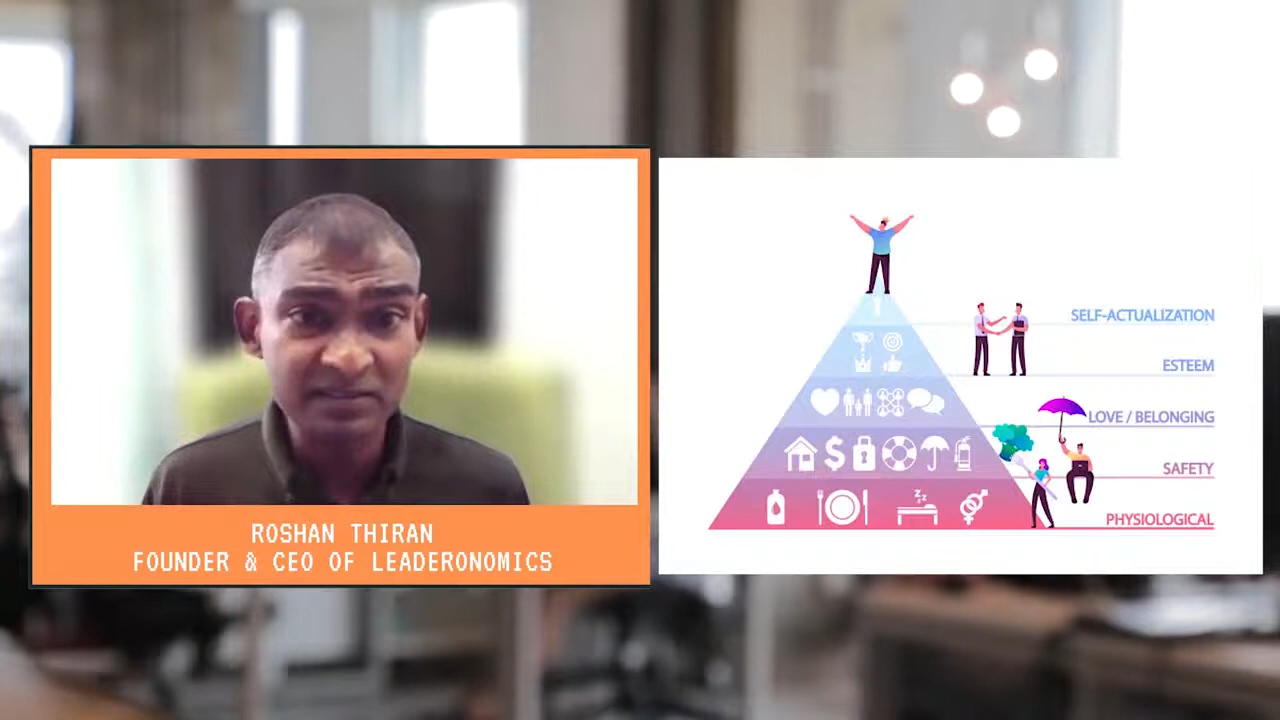 ROSHAN THIRAN
FOUNDER & CEO OF LEADERONOMICS
SELF-ACTUALIZATION
ESTEEM
LOVE / BELONGING
SAFETY
PHYSIOLOGICAL